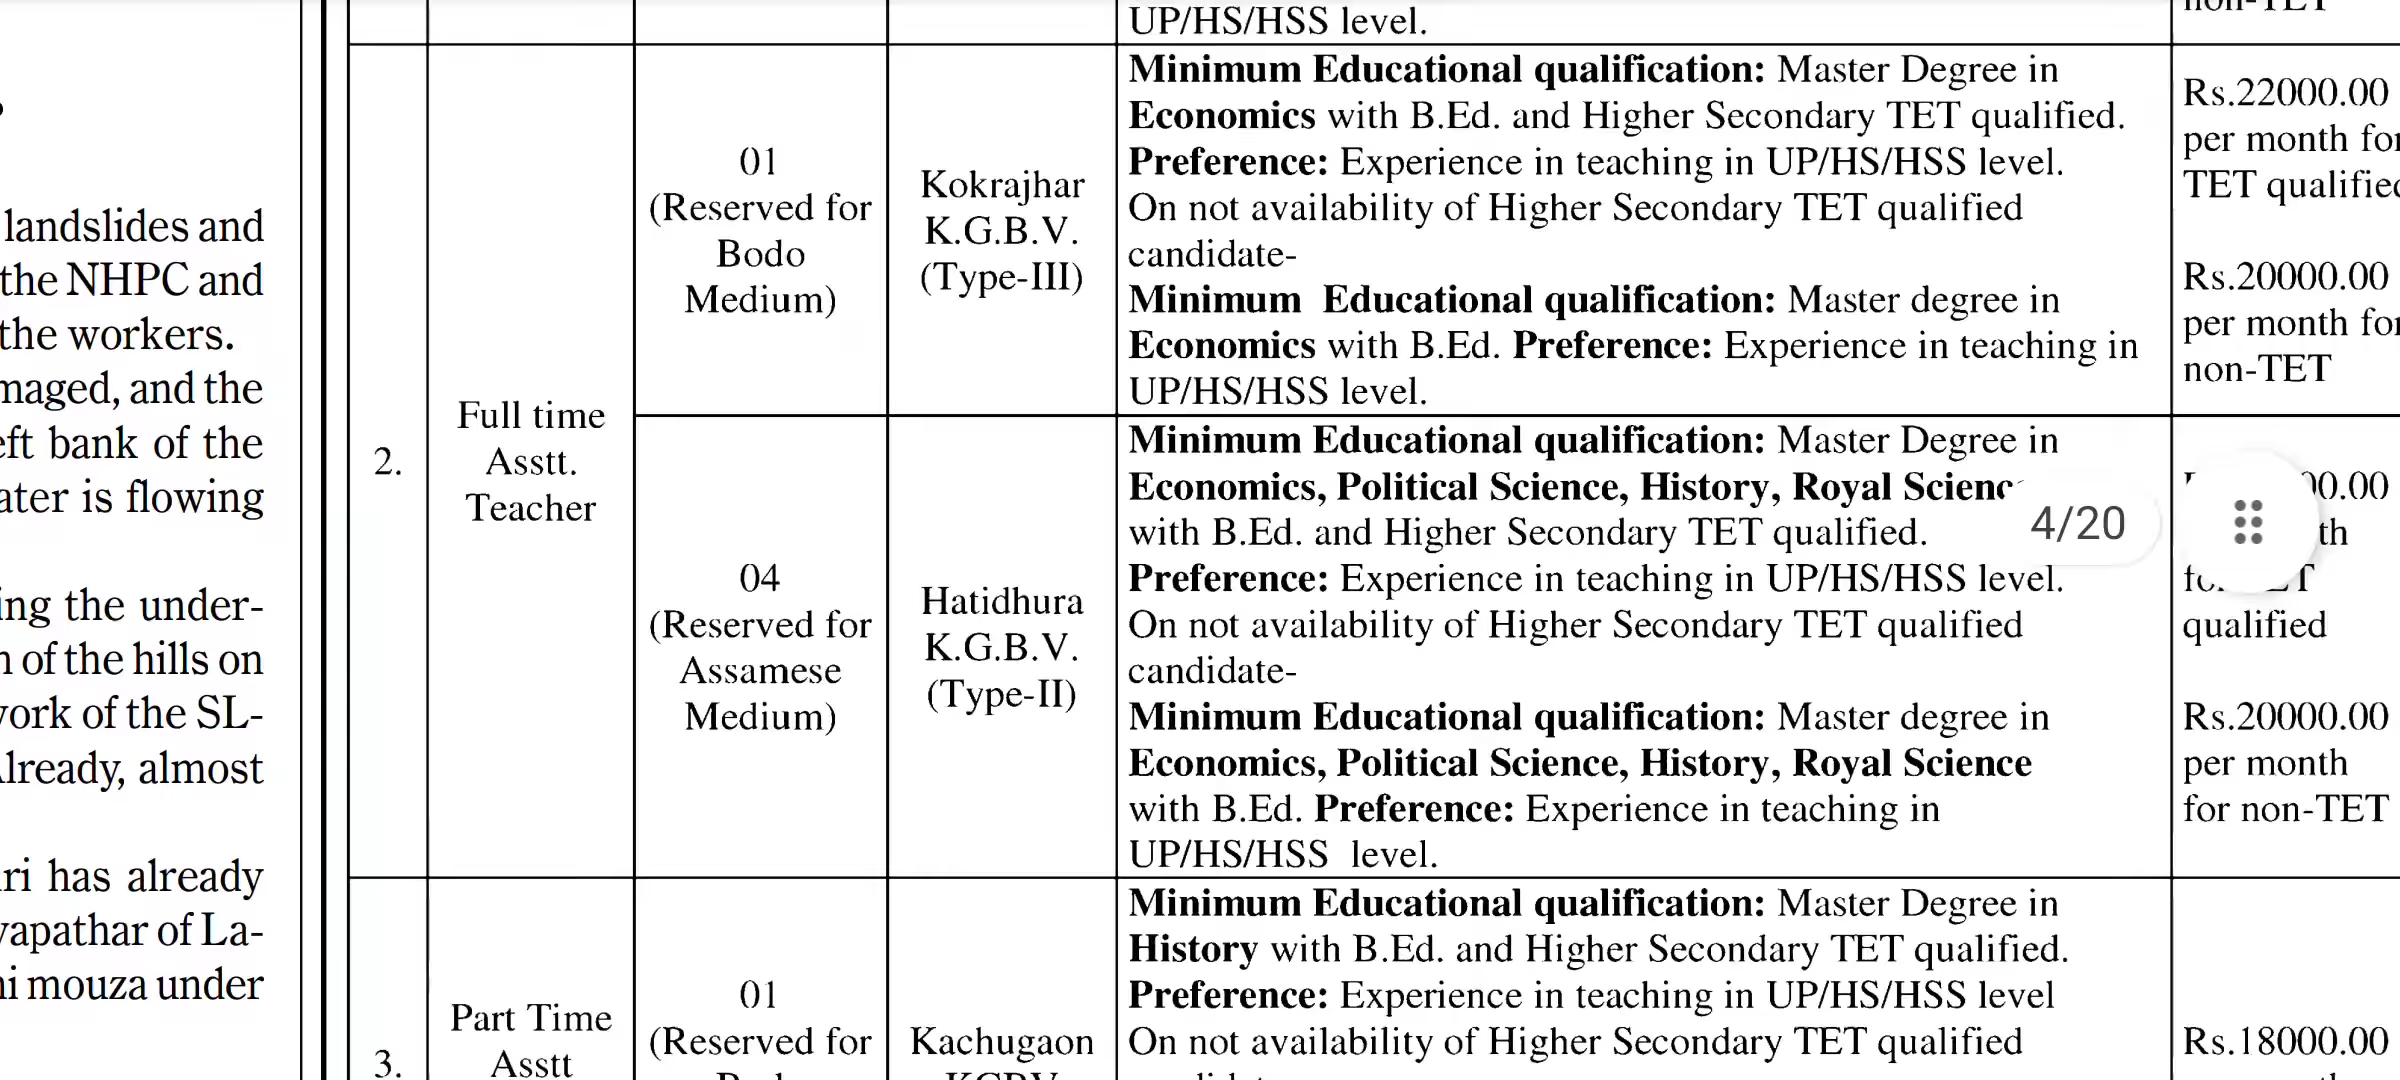 landslides and
the NHPC and
the workers.
and the
bank of the
is flowing
the under-
of the hills on
of the SL-
almost
has already
of La-
mouza under
UP/HS/HSS level.
non-TET
2.
Full time
Asstt.
Teacher
01
(Reserved for
Bodo
Medium)
Kokrajhar
K.G.B.V.
(Type-III)
Minimum Educational qualification: Master Degree in
Economics with B.Ed. and Higher Secondary TET qualified.
Preference: Experience in teaching in UP/HS/HSS level.
On not availability of Higher Secondary TET qualified
candidate-
Minimum Educational qualification: Master degree in
Economics with B.Ed. Preference: Experience in teaching in
UP/HS/HSS level.
Rs.22000.00
per month for
TET qualified
Rs.20000.00
per month for
non-TET
04
(Reserved for
Assamese
Medium)
Hatidhura
K.G.B.V.
(Type-II)
Minimum Educational qualification: Master Degree in
Economics, Political Science, History, Royal Science
with B.Ed. and Higher Secondary TET qualified.
Preference: Experience in teaching in UP/HS/HSS level.
On not availability of Higher Secondary TET qualified
candidate-
Minimum Educational qualification: Master degree in
Economics, Political Science, History, Royal Science
with B.Ed. Preference: Experience in teaching in
UP/HS/HSS level.
4/20
qualified
Rs.20000.00
per month
for non-TET
3.
Part Time
Asstt
01
(Reserved for
Kachugaon
Minimum Educational qualification: Master Degree in
History with B.Ed. and Higher Secondary TET qualified.
Preference: Experience in teaching in UP/HS/HSS level
On not availability of Higher Secondary TET qualified
Rs.18000.00